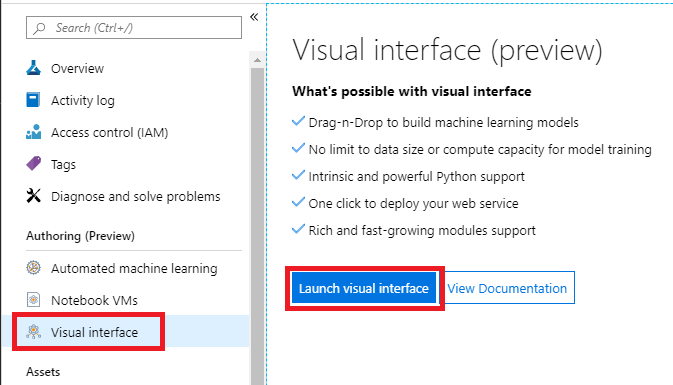 Search (Ctrl+/)
«
Overview
Activity log
Access control (IAM)
Tags
Diagnose and solve problems
Authoring (Preview)
Automated machine learning
Notebook VMs
Visual interface
Assets
Visual interface (preview)
What's possible with visual interface
Drag-n-Drop to build machine learning models
No limit to data size or compute capacity for model training
Intrinsic and powerful Python support
One click to deploy your web service
Rich and fast-growing modules support
Launch visual interface
View Documentation